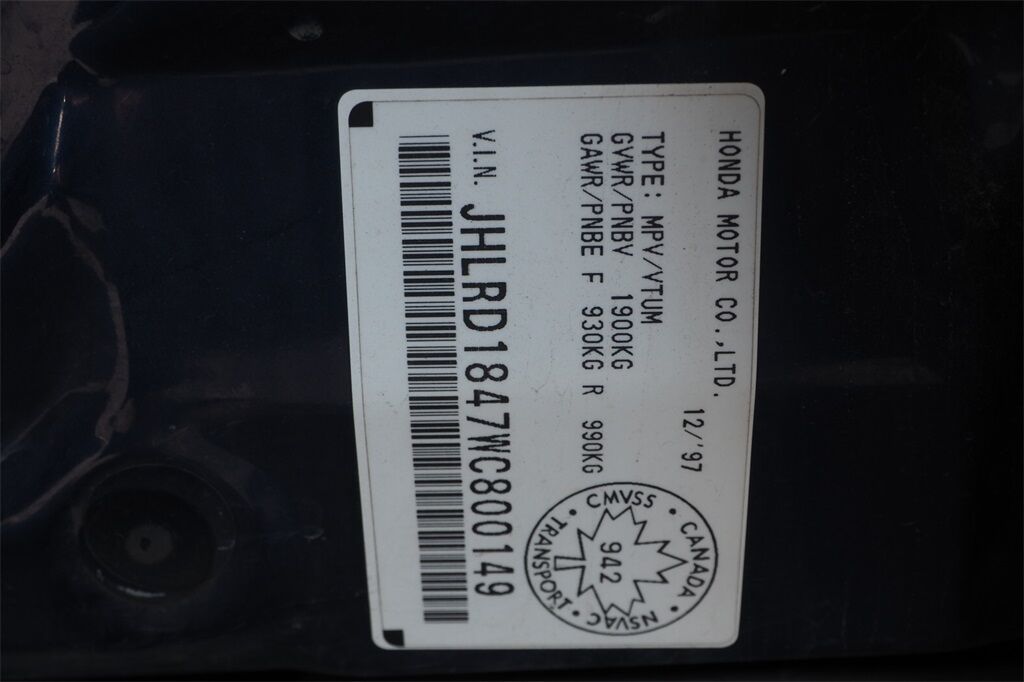 HONDA MOTOR CO.,LTD.
12/'97
TYPE: MPV/VTUM
GVWR/PNBV 1900KG
GAWR/PNBE F 930KG R 990KG
V.I.N. JHLRD1847WC800149
CMVSS • CANADA • NSVAC • TRANSPORT •
942